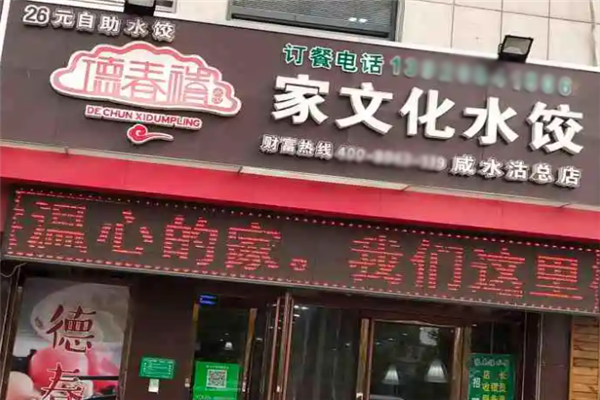 26元自助水饺
订餐电话
德春禧
DE CHUN XI DUMPLING
家文化水饺
财富热线
咸水沽总店
温心的家。我们这里
德春